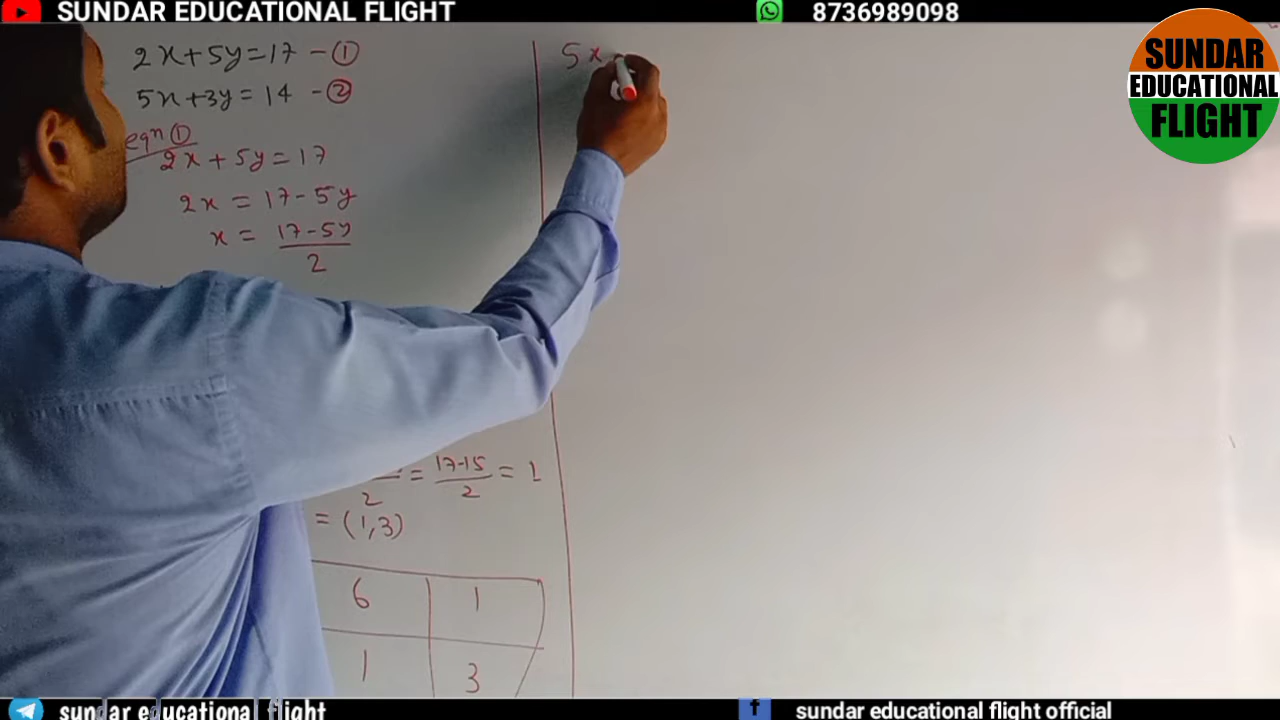 SUNDAR EDUCATIONAL FLIGHT
8736989098
SUNDAR
EDUCATIONAL
FLIGHT
2x+5y=17 -①
5x+3y=14 -②
eqn ①
2x+5y=17
2x = 17-5y
x = 17-5y
2
2 = 17-15 = 1
2
= (1,3)
6 1
1 3
5x
sundar educational flight
sundar educational flight official